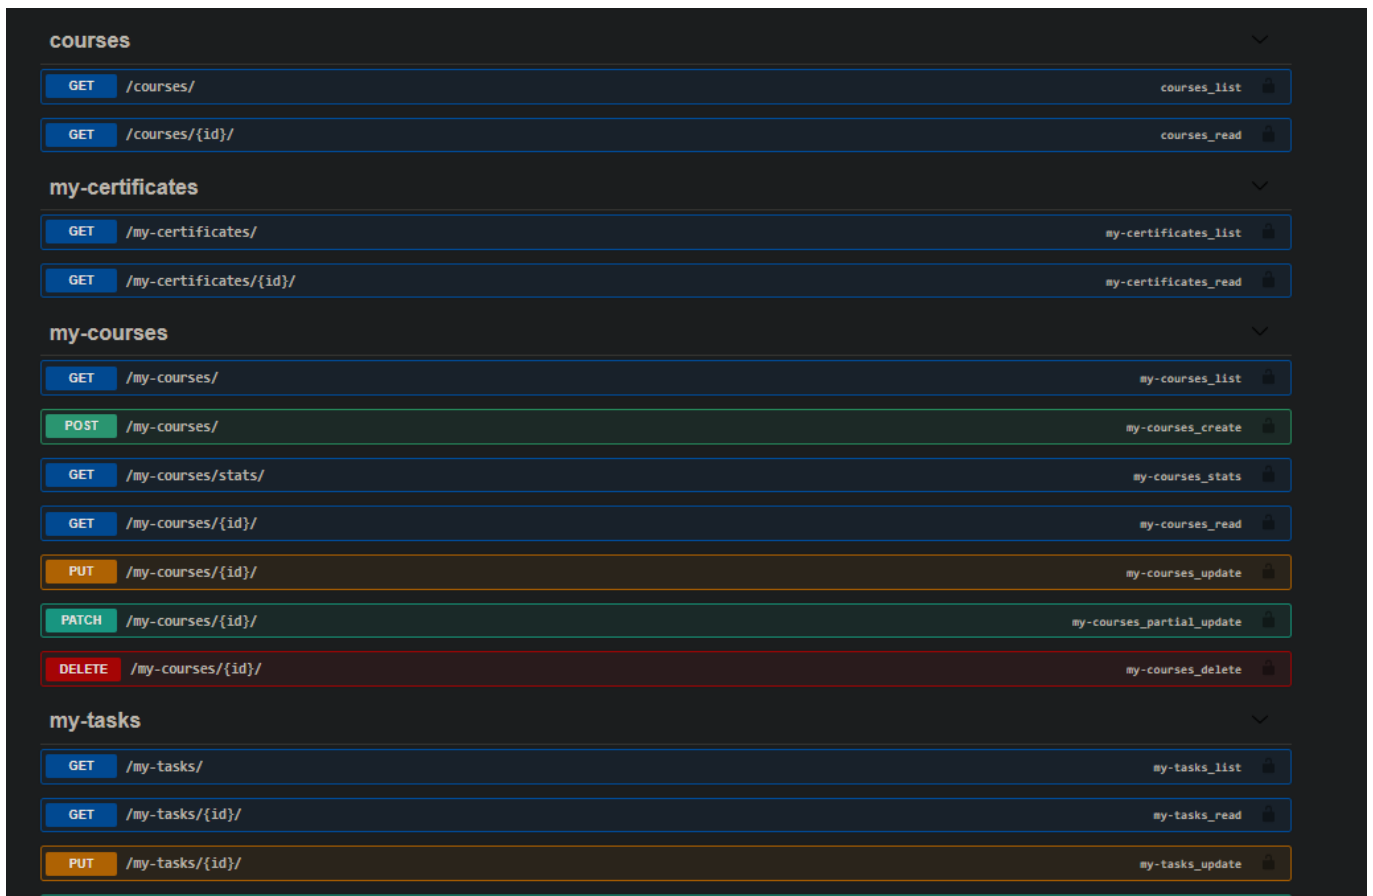 courses
GET /courses/ courses_list
GET /courses/{id}/ courses_read
my-certificates
GET /my-certificates/ my-certificates_list
GET /my-certificates/{id}/ my-certificates_read
my-courses
GET /my-courses/ my-courses_list
POST /my-courses/ my-courses_create
GET /my-courses/stats/ my-courses_stats
GET /my-courses/{id}/ my-courses_read
PUT /my-courses/{id}/ my-courses_update
PATCH /my-courses/{id}/ my-courses_partial_update
DELETE /my-courses/{id}/ my-courses_delete
my-tasks
GET /my-tasks/ my-tasks_list
GET /my-tasks/{id}/ my-tasks_read
PUT /my-tasks/{id}/ my-tasks_update